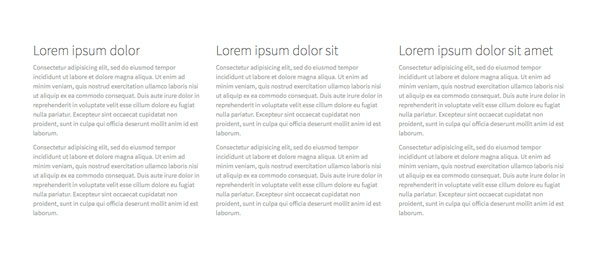 Lorem ipsum dolor
Consectetur adipisicing elit, sed do eiusmod tempor
incididunt ut labore et dolore magna aliqua. Ut enim ad
minim veniam, quis nostrud exercitation ullamco laboris nisi
ut aliquip ex ea commodo consequat. Duis aute irure dolor in
reprehenderit in voluptate velit esse cillum dolore eu fugiat
nulla pariatur. Excepteur sint occaecat cupidatat non
proident, sunt in culpa qui officia deserunt mollit anim id est
laborum.
Consectetur adipisicing elit, sed do eiusmod tempor
incididunt ut labore et dolore magna aliqua. Ut enim ad
minim veniam, quis nostrud exercitation ullamco laboris nisi
ut aliquip ex ea commodo consequat. Duis aute irure dolor in
reprehenderit in voluptate velit esse cillum dolore eu fugiat
nulla pariatur. Excepteur sint occaecat cupidatat non
proident, sunt in culpa qui officia deserunt mollit anim id est
laborum.
Lorem ipsum dolor sit
Consectetur adipisicing elit, sed do eiusmod tempor
incididunt ut labore et dolore magna aliqua. Ut enim ad
minim veniam, quis nostrud exercitation ullamco laboris nisi
ut aliquip ex ea commodo consequat. Duis aute irure dolor in
reprehenderit in voluptate velit esse cillum dolore eu fugiat
nulla pariatur. Excepteur sint occaecat cupidatat non
proident, sunt in culpa qui officia deserunt mollit anim id est
laborum.
Consectetur adipisicing elit, sed do eiusmod tempor
incididunt ut labore et dolore magna aliqua. Ut enim ad
minim veniam, quis nostrud exercitation ullamco laboris nisi
ut aliquip ex ea commodo consequat. Duis aute irure dolor in
reprehenderit in voluptate velit esse cillum dolore eu fugiat
nulla pariatur. Excepteur sint occaecat cupidatat non
proident, sunt in culpa qui officia deserunt mollit anim id est
laborum.
Lorem ipsum dolor sit amet
Consectetur adipisicing elit, sed do eiusmod tempor
incididunt ut labore et dolore magna aliqua. Ut enim ad
minim veniam, quis nostrud exercitation ullamco laboris nisi
ut aliquip ex ea commodo consequat. Duis aute irure dolor in
reprehenderit in voluptate velit esse cillum dolore eu fugiat
nulla pariatur. Excepteur sint occaecat cupidatat non
proident, sunt in culpa qui officia deserunt mollit anim id est
laborum.
Consectetur adipisicing elit, sed do eiusmod tempor
incididunt ut labore et dolore magna aliqua. Ut enim ad
minim veniam, quis nostrud exercitation ullamco laboris nisi
ut aliquip ex ea commodo consequat. Duis aute irure dolor in
reprehenderit in voluptate velit esse cillum dolore eu fugiat
nulla pariatur. Excepteur sint occaecat cupidatat non
proident, sunt in culpa qui officia deserunt mollit anim id est
laborum.